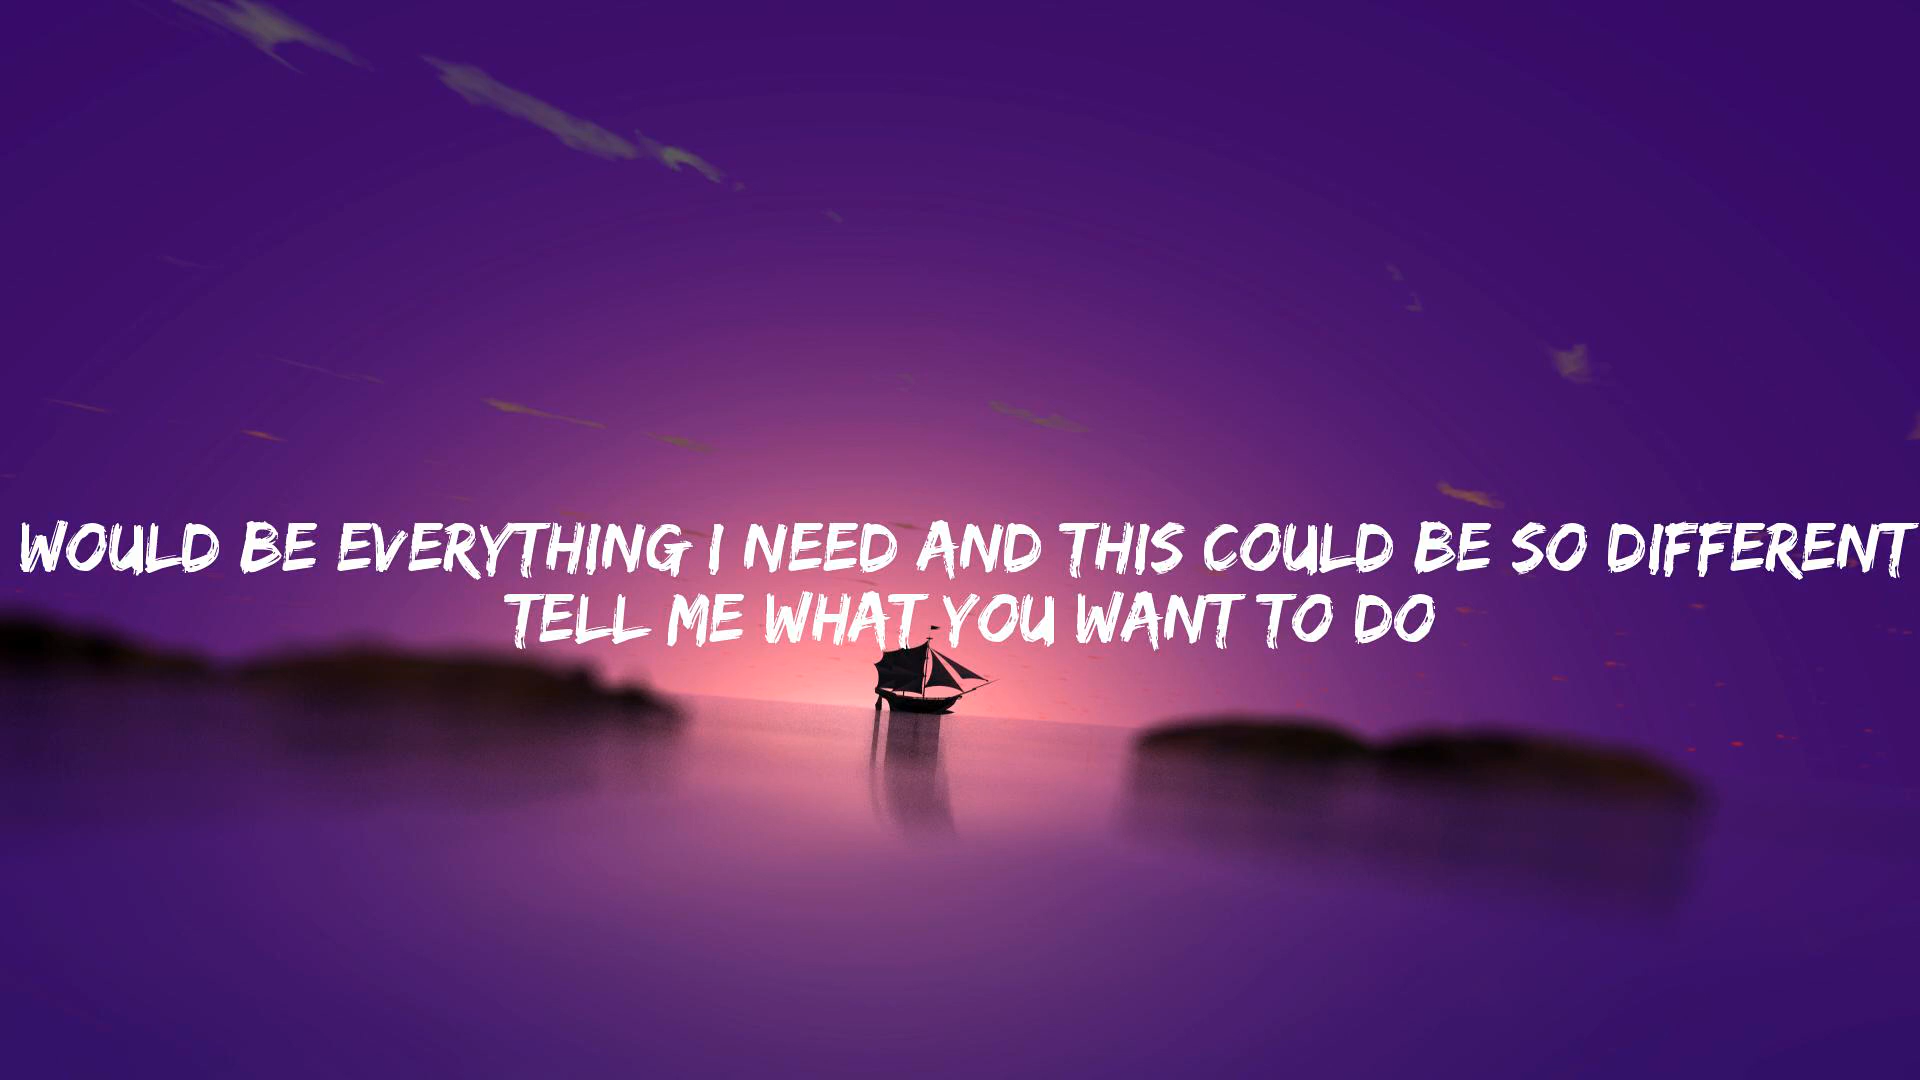 WOULD BE EVERYTHING I NEED AND THIS COULD BE SO DIFFERENT
TELL ME WHAT YOU WANT TO DO